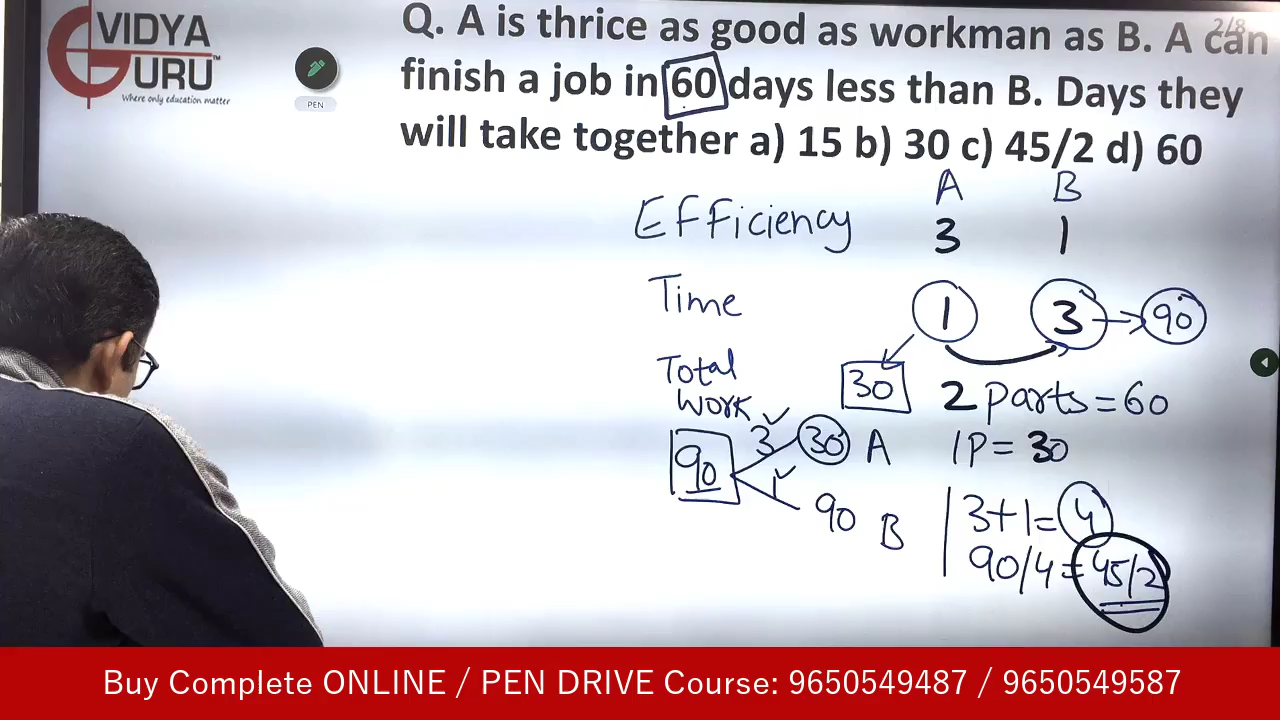 VIDYA
GURU™
Where only education matter
PEN
2/8
Q. A is thrice as good as workman as B. A can
finish a job in 60 days less than B. Days they
will take together a) 15 b) 30 c) 45/2 d) 60
A B
Efficiency 3 1
Time 1 3 → 90
Total
Work
30 2 parts = 60
90 3 30 A 1P = 30
1 90 B
3+1 = 4
90/4 = 45/2
Buy Complete ONLINE / PEN DRIVE Course: 9650549487 / 9650549587